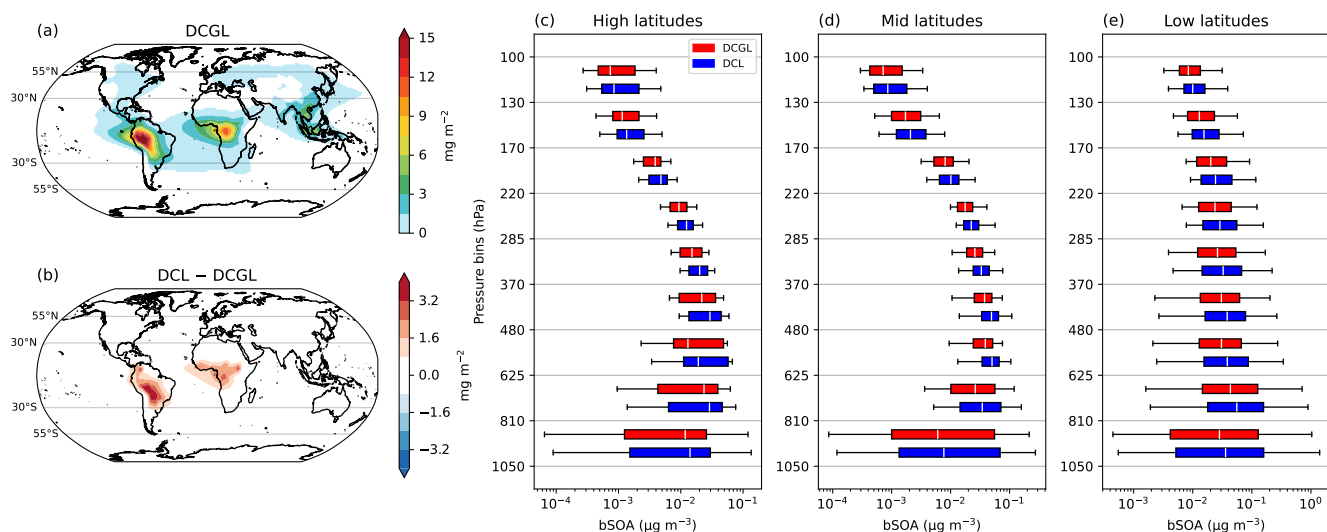 (a)
DCGL
55°N
30°N
30°S
55°S
15
12
9
6
3
0
mg m⁻²
(b)
DCL − DCGL
55°N
30°N
30°S
55°S
3.2
1.6
0.0
−1.6
−3.2
mg m⁻²
(c)
High latitudes
DCGL
DCL
Pressure bins (hPa)
100
130
170
220
285
370
480
625
810
1050
10⁻⁴
10⁻³
10⁻²
10⁻¹
bSOA (μg m⁻³)
(d)
Mid latitudes
100
130
170
220
285
370
480
625
810
1050
10⁻⁴
10⁻³
10⁻²
10⁻¹
bSOA (μg m⁻³)
(e)
Low latitudes
100
130
170
220
285
370
480
625
810
1050
10⁻³
10⁻²
10⁻¹
10⁰
bSOA (μg m⁻³)